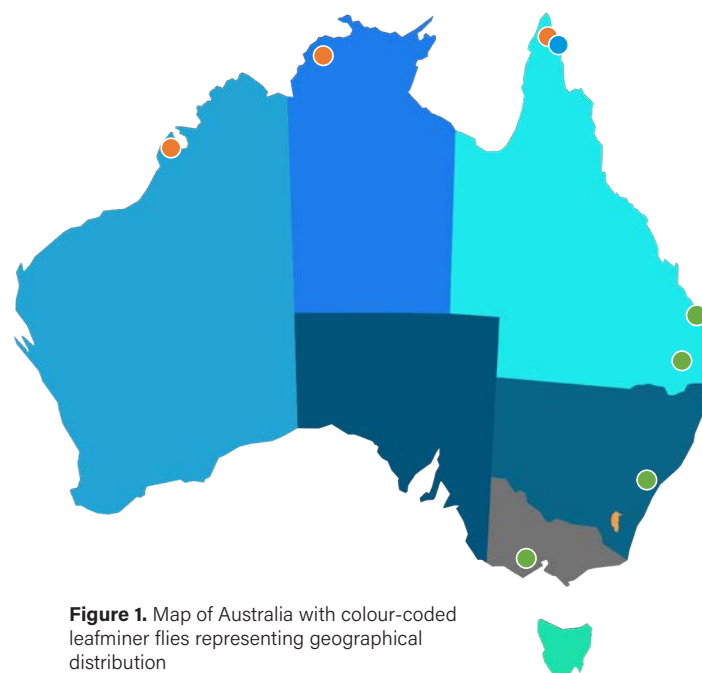 Figure 1. Map of Australia with colour-coded
leafminer flies representing geographical
distribution